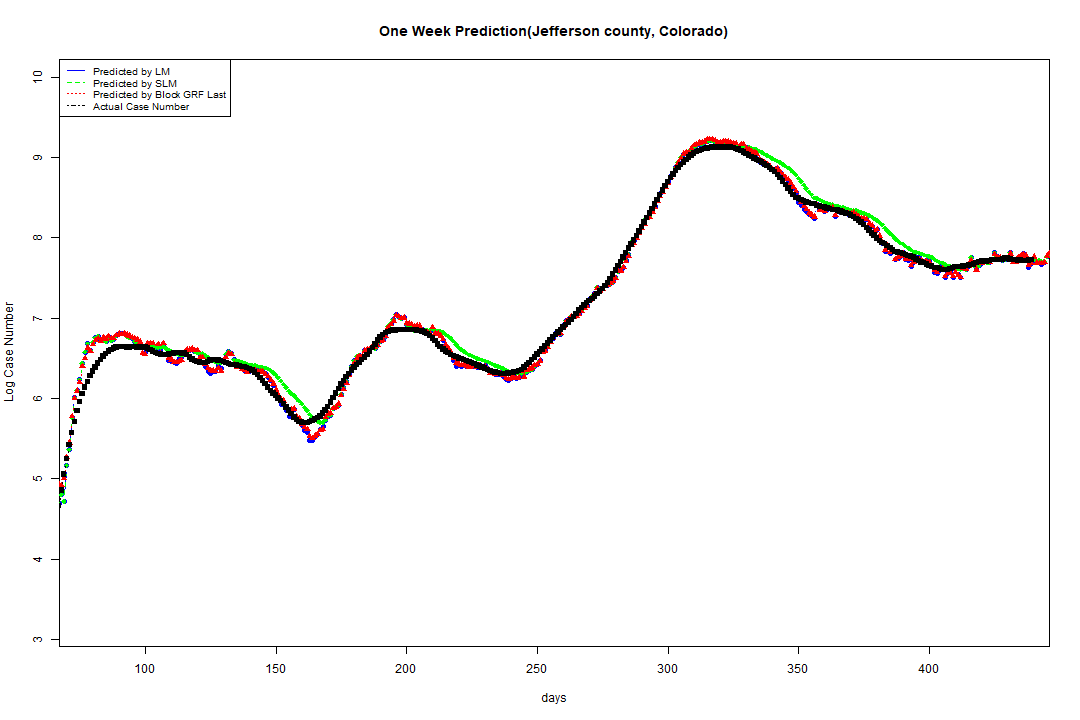 One Week Prediction(Jefferson county, Colorado)
Predicted by LM
Predicted by SLM
Predicted by Block GRF Last
Actual Case Number
10
9
8
7
6
5
4
3
Log Case Number
100 150 200 250 300 350 400
days